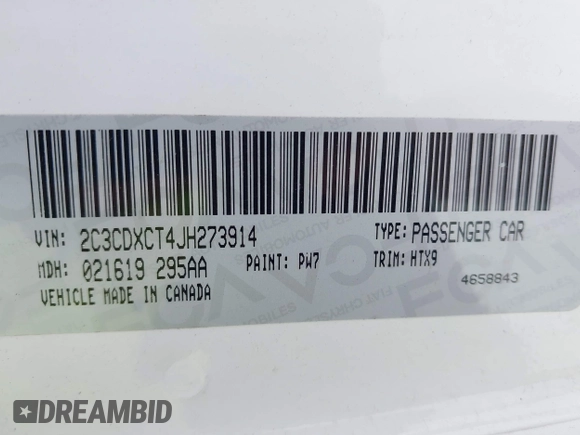 VIN: 2C3CDXCT4JH273914 TYPE: PASSENGER CAR
MDH: 021619 295AA PAINT: PW7 TRIM: HTX9
VEHICLE MADE IN CANADA 4658843
DREAMBID